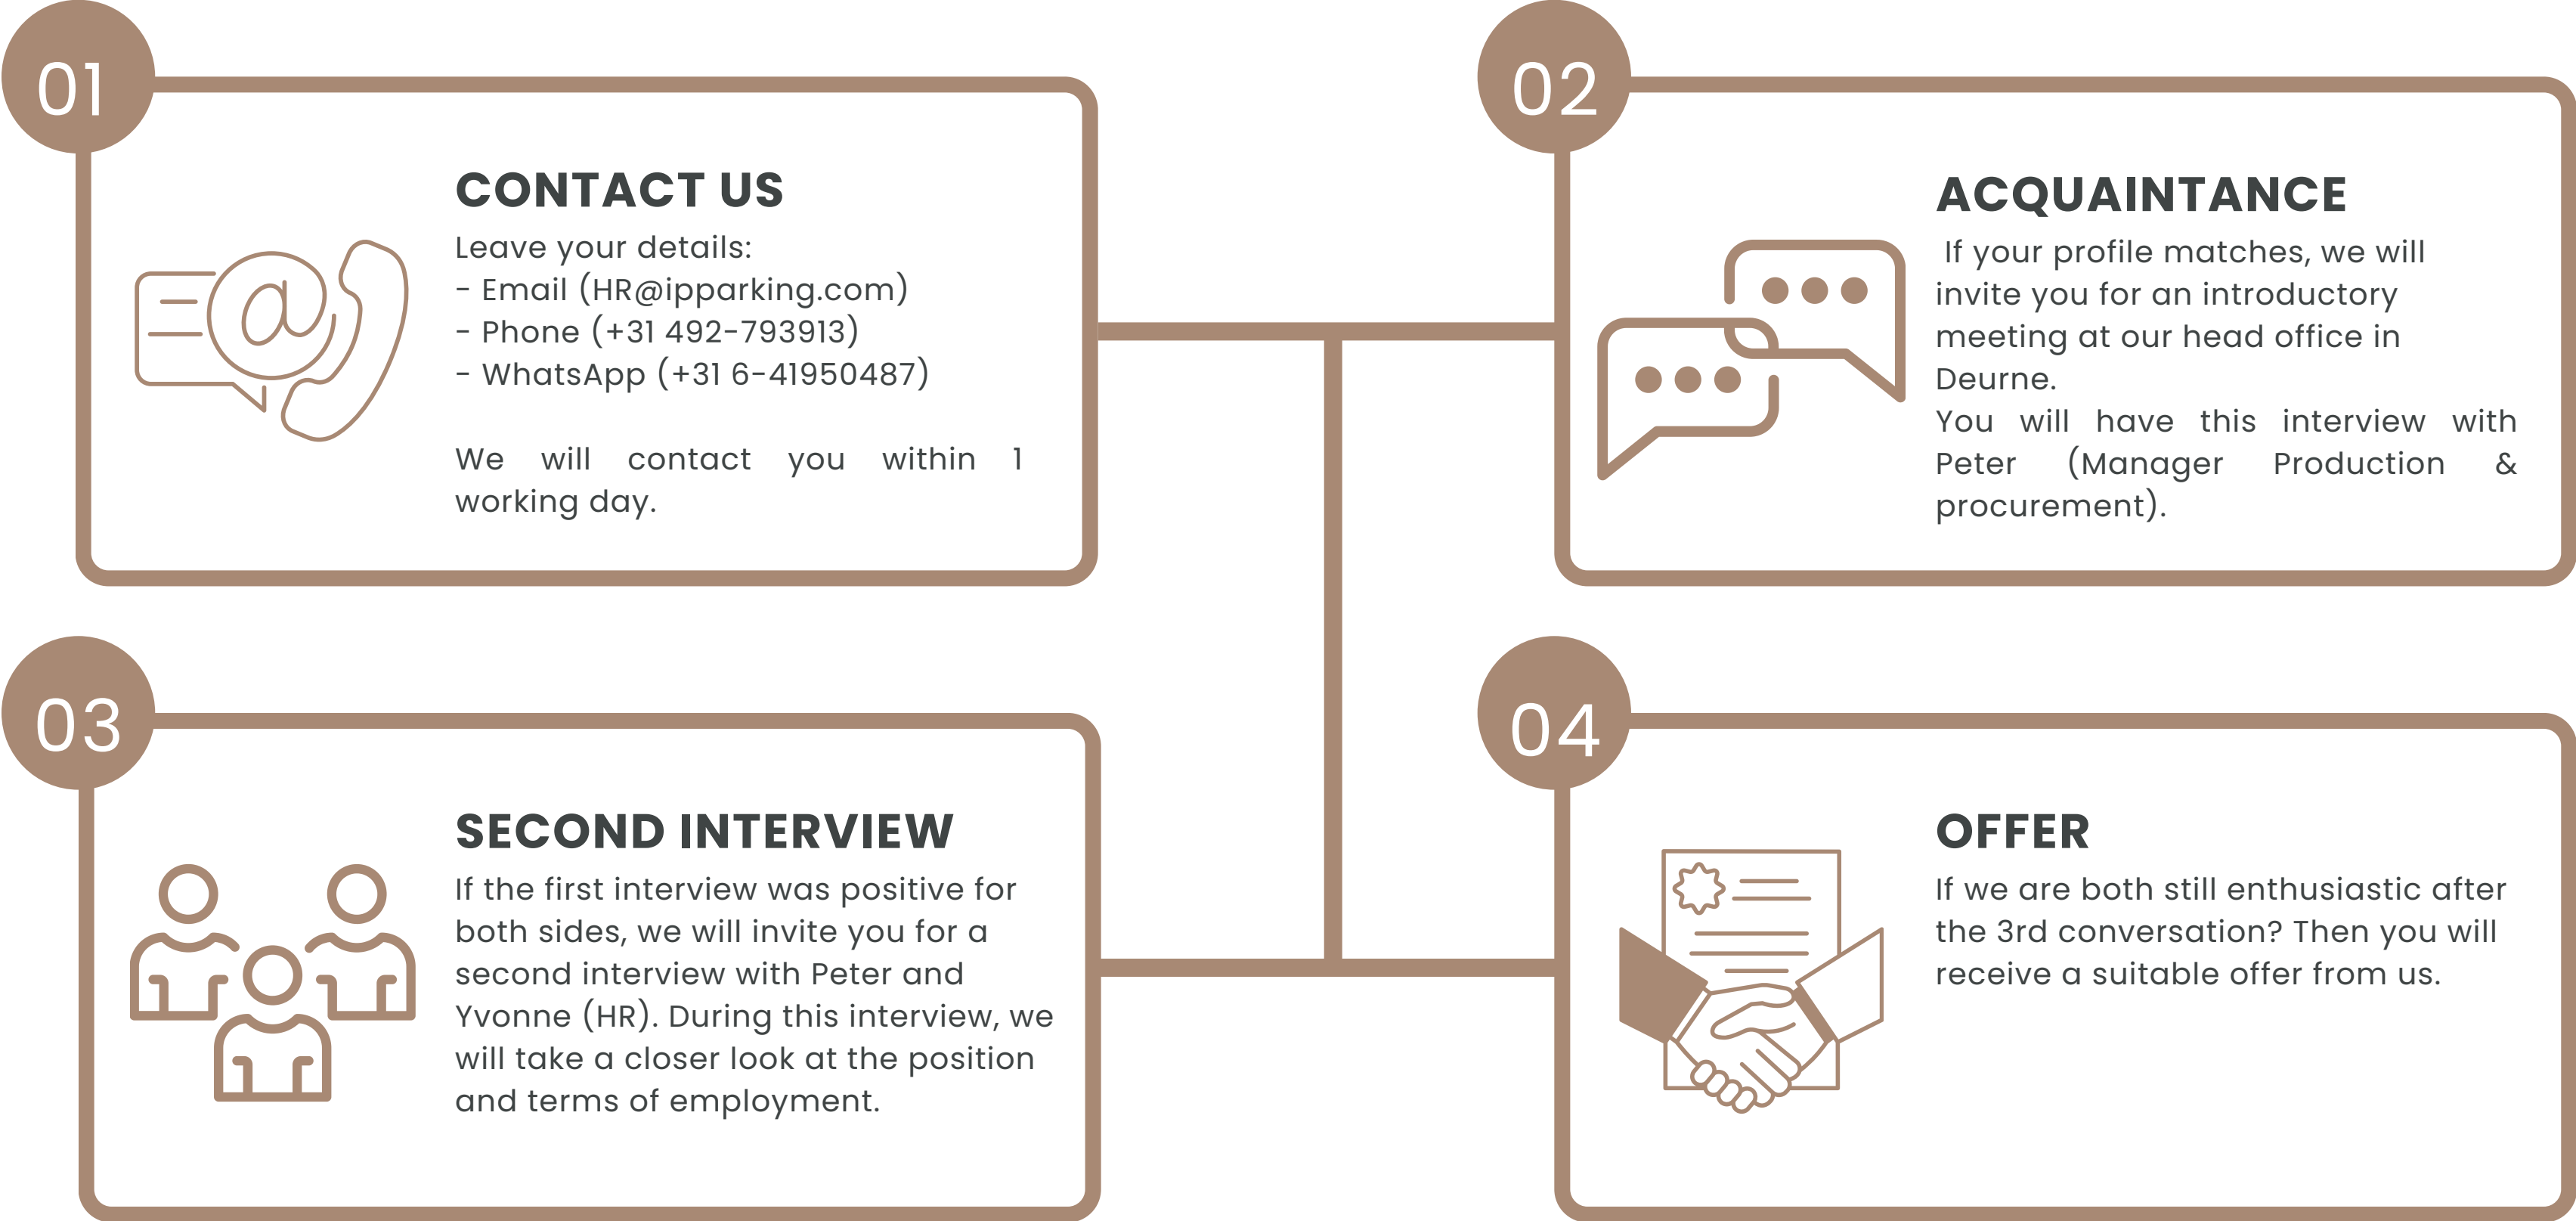 01
CONTACT US
Leave your details:
- Email (HR@ipparking.com)
- Phone (+31 492-793913)
- WhatsApp (+31 6-41950487)
We will contact you within 1
working day.
02
ACQUAINTANCE
If your profile matches, we will
invite you for an introductory
meeting at our head office in
Deurne.
You will have this interview with
Peter (Manager Production &
procurement).
03
SECOND INTERVIEW
If the first interview was positive for
both sides, we will invite you for a
second interview with Peter and
Yvonne (HR). During this interview, we
will take a closer look at the position
and terms of employment.
04
OFFER
If we are both still enthusiastic after
the 3rd conversation? Then you will
receive a suitable offer from us.